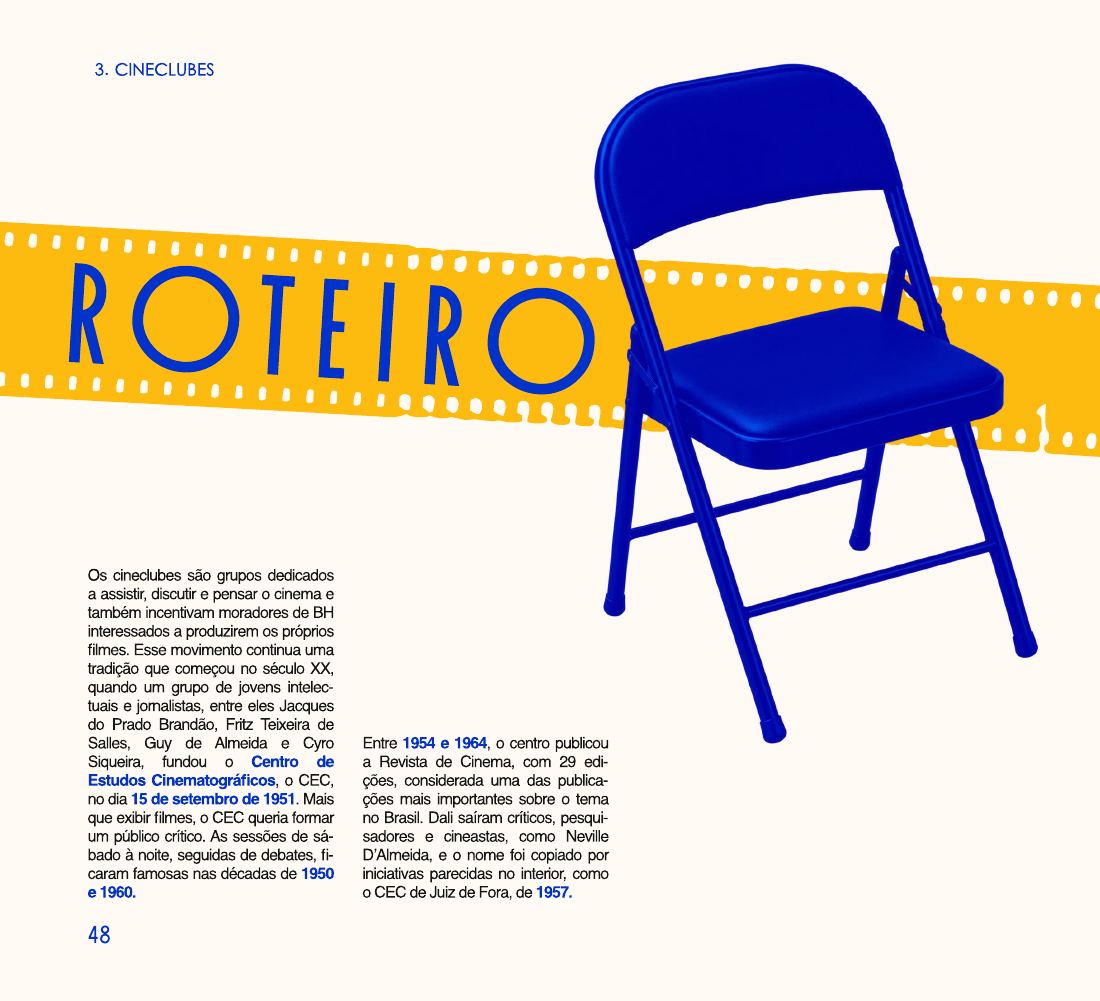 3. CINECLUBES
ROTEIRO
Os cineclubes são grupos dedicados
a assistir, discutir e pensar o cinema e
também incentivam moradores de BH
interessados a produzirem os próprios
filmes. Esse movimento continua uma
tradição que começou no século XX,
quando um grupo de jovens intelec-
tuais e jornalistas, entre eles Jacques
do Prado Brandão, Fritz Teixeira de
Salles, Guy de Almeida e Cyro
Siqueira, fundou o Centro de
Estudos Cinematográficos, o CEC,
no dia 15 de setembro de 1951. Mais
que exibir filmes, o CEC queria formar
um público crítico. As sessões de sá-
bado à noite, seguidas de debates, fi-
caram famosas nas décadas de 1950
e 1960.
Entre 1954 e 1964, o centro publicou
a Revista de Cinema, com 29 edi-
ções, considerada uma das publica-
ções mais importantes sobre o tema
no Brasil. Dali saíram críticos, pesqui-
sadores e cineastas, como Neville
D'Almeida, e o nome foi copiado por
iniciativas parecidas no interior, como
o CEC de Juiz de Fora, de 1957.
48